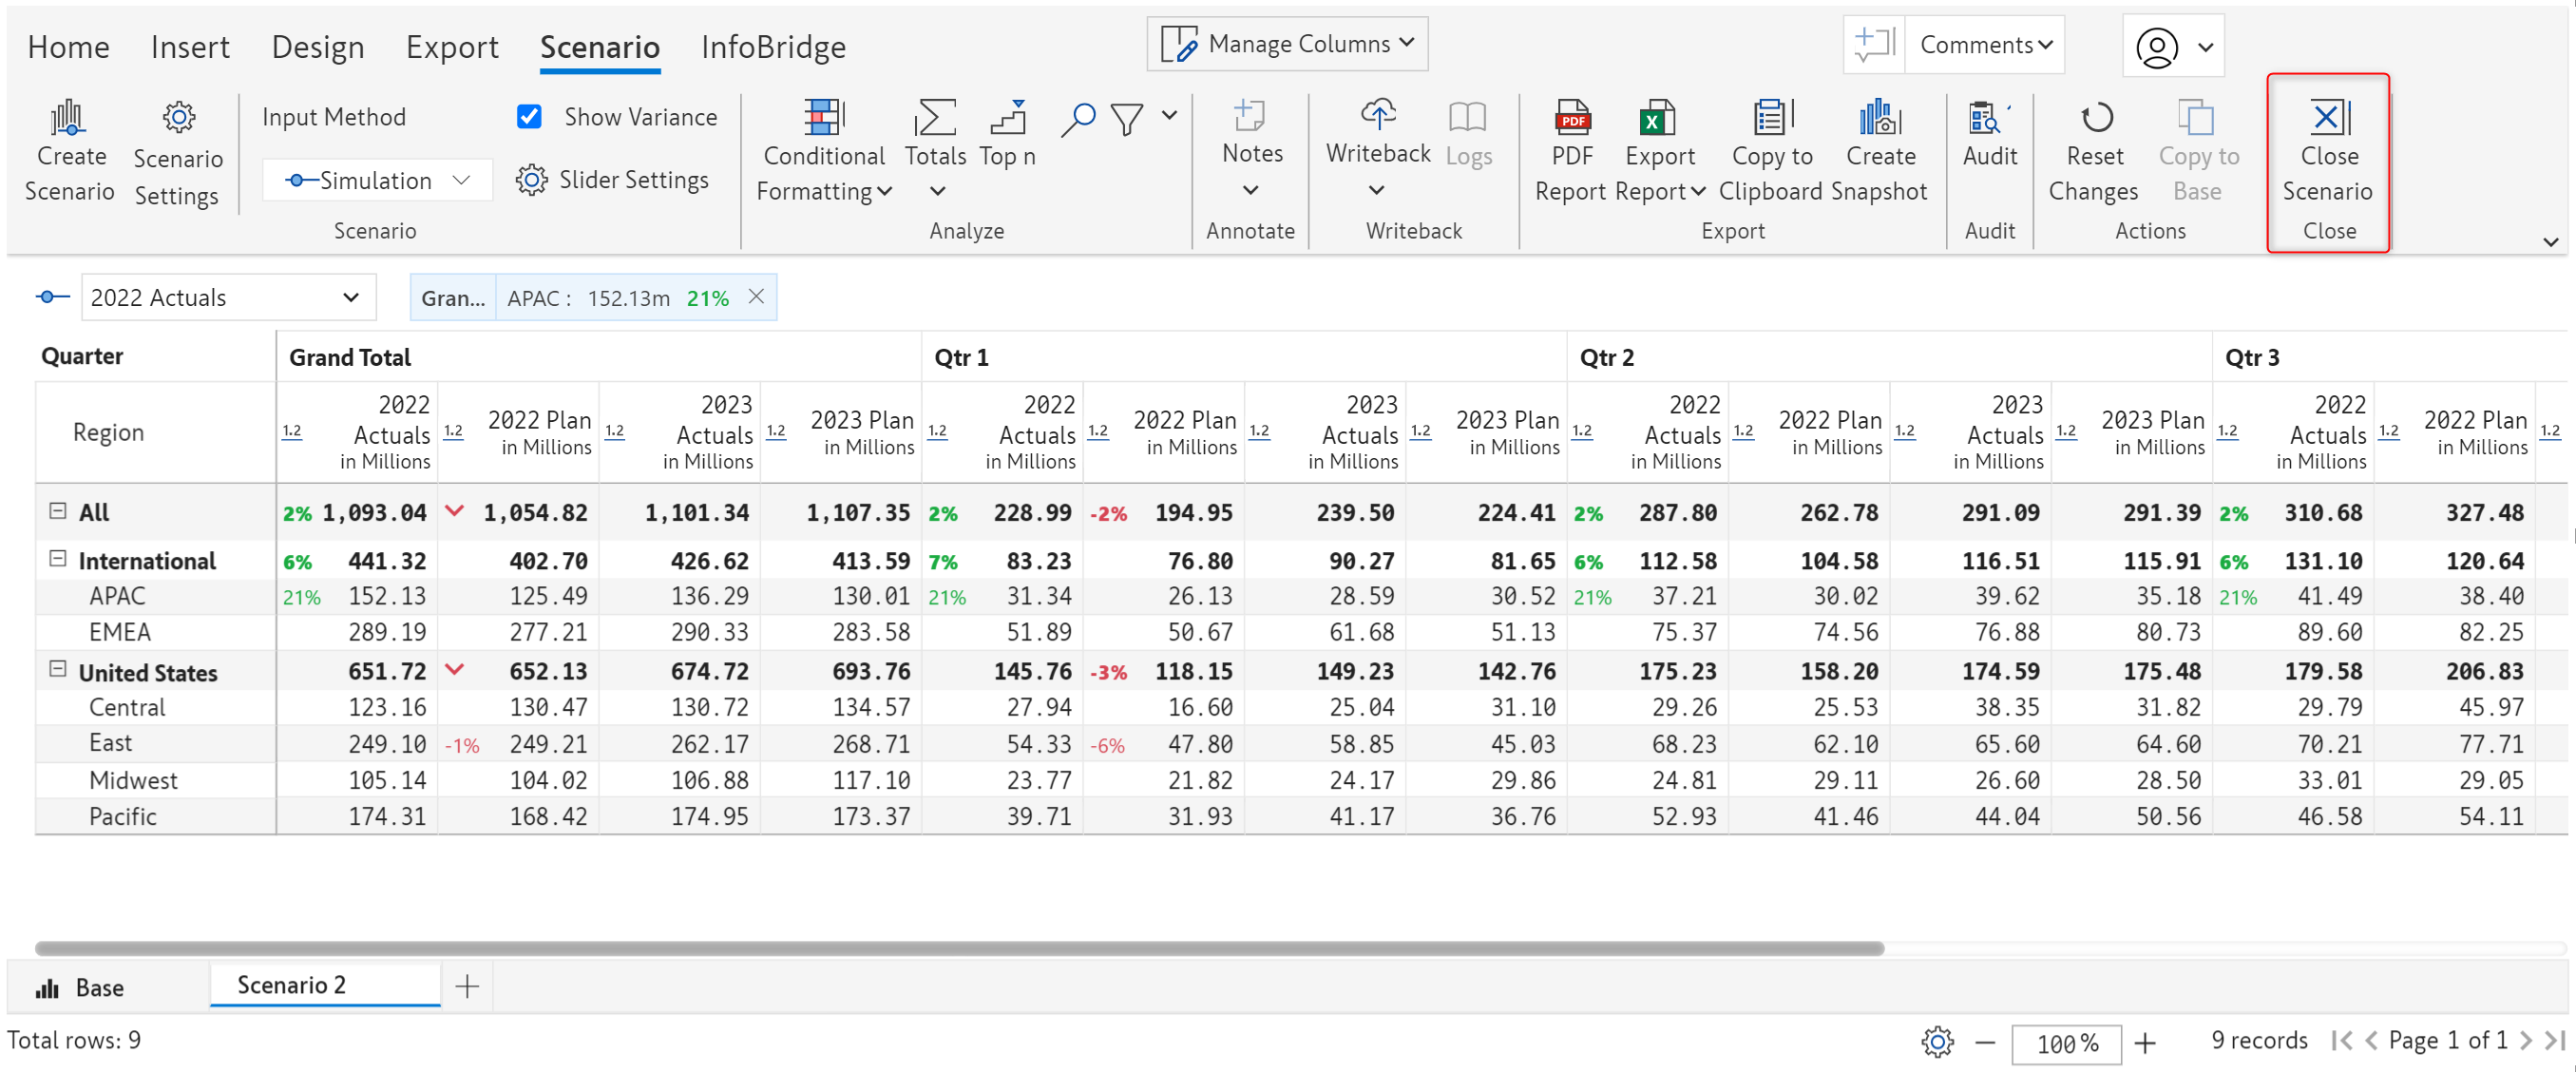 Home Insert Design Export Scenario InfoBridge Manage Columns Comments
Create Scenario
Scenario Settings
Input Method
Show Variance
Simulation
Slider Settings
Scenario
Conditional Formatting
Totals
Top n
Analyze
Notes
Annotate
Writeback
Logs
Writeback
PDF
PDF Report
X
Export Report
Copy to Clipboard
Create Snapshot
Export
Audit
Audit
Reset Changes
Copy to Base
Actions
Close Scenario
Close
2022 Actuals Gran... APAC : 152.13m 21%
Quarter Grand Total Qtr 1 Qtr 2 Qtr 3
Region 1.2 2022 Actuals in Millions 1.2 2022 Plan in Millions 1.2 2023 Actuals in Millions 1.2 2023 Plan in Millions 1.2 2022 Actuals in Millions 1.2 2022 Plan in Millions 1.2 2023 Actuals in Millions 1.2 2023 Plan in Millions 1.2 2022 Actuals in Millions 1.2 2022 Plan in Millions 1.2 2023 Actuals in Millions 1.2 2023 Plan in Millions 1.2 2022 Actuals in Millions 1.2 2022 Plan in Millions 1.2
All 2% 1,093.04 1,054.82 1,101.34 1,107.35 2% 228.99 -2% 194.95 239.50 224.41 2% 287.80 262.78 291.09 291.39 2% 310.68 327.48
International 6% 441.32 402.70 426.62 413.59 7% 83.23 76.80 90.27 81.65 6% 112.58 104.58 116.51 115.91 6% 131.10 120.64
APAC 21% 152.13 125.49 136.29 130.01 21% 31.34 26.13 28.59 30.52 21% 37.21 30.02 39.62 35.18 21% 41.49 38.40
EMEA 289.19 277.21 290.33 283.58 51.89 50.67 61.68 51.13 75.37 74.56 76.88 80.73 89.60 82.25
United States 651.72 652.13 674.72 693.76 145.76 -3% 118.15 149.23 142.76 175.23 158.20 174.59 175.48 179.58 206.83
Central 123.16 130.47 130.72 134.57 27.94 16.60 25.04 31.10 29.26 25.53 38.35 31.82 29.79 45.97
East 249.10 -1% 249.21 262.17 268.71 54.33 -6% 47.80 58.85 45.03 68.23 62.10 65.60 64.60 70.21 77.71
Midwest 105.14 104.02 106.88 117.10 23.77 21.82 24.17 29.86 24.81 29.11 26.60 28.50 33.01 29.05
Pacific 174.31 168.42 174.95 173.37 39.71 31.93 41.17 36.76 52.93 41.46 44.04 50.56 46.58 54.11
Base Scenario 2
Total rows: 9 100% 9 records Page 1 of 1